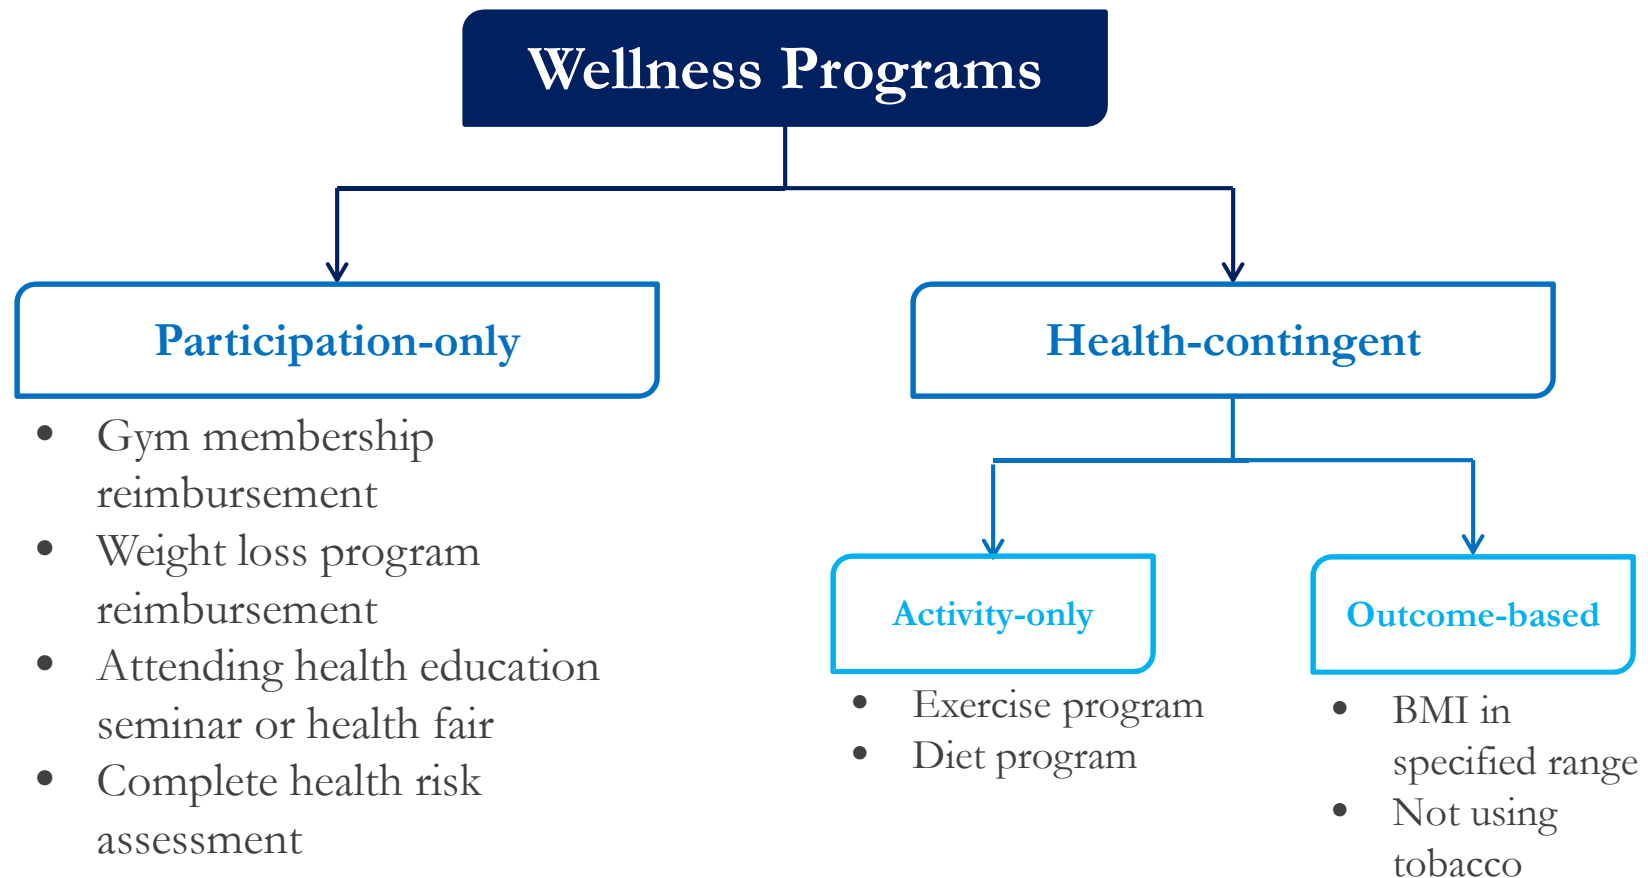 Wellness Programs
Participation-only
• Gym membership
reimbursement
• Weight loss program
reimbursement
• Attending health education
seminar or health fair
• Complete health risk
assessment
Health-contingent
Activity-only
• Exercise program
• Diet program
Outcome-based
• BMI in
specified range
• Not using
tobacco